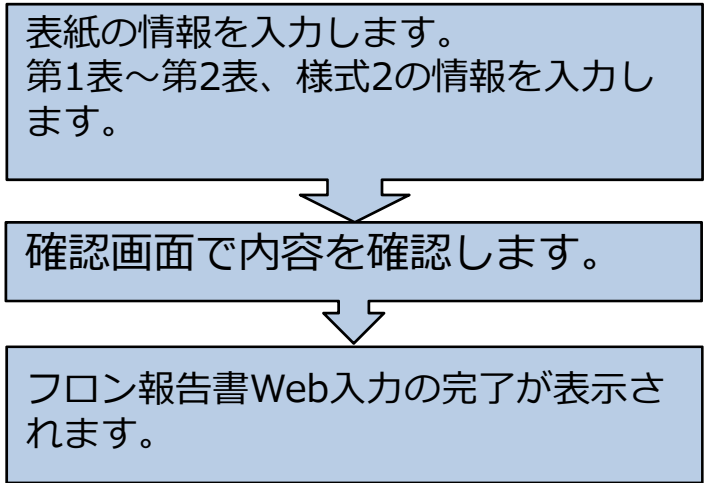 表紙の情報を入力します。
第1表～第2表、様式2の情報を入力し
ます。
確認画面で内容を確認します。
フロン報告書Web入力の完了が表示さ
れます。